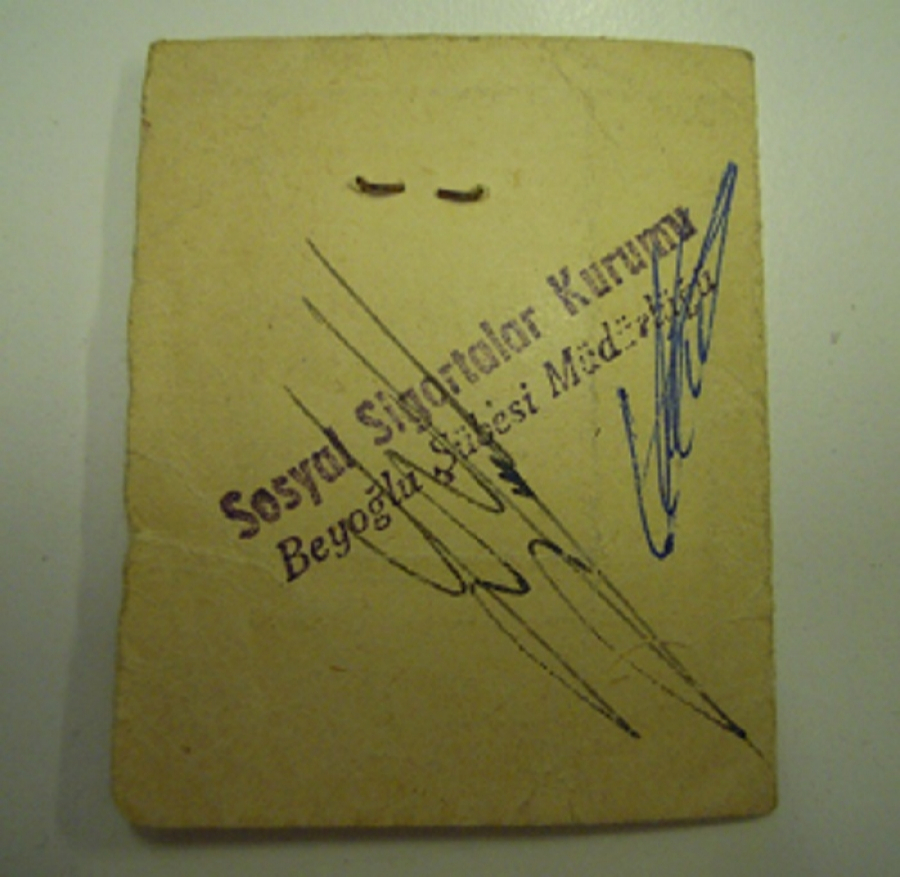 Sosyal Sigortalar Kurumu
Beyoğlu Şubesi Müdürlüğü